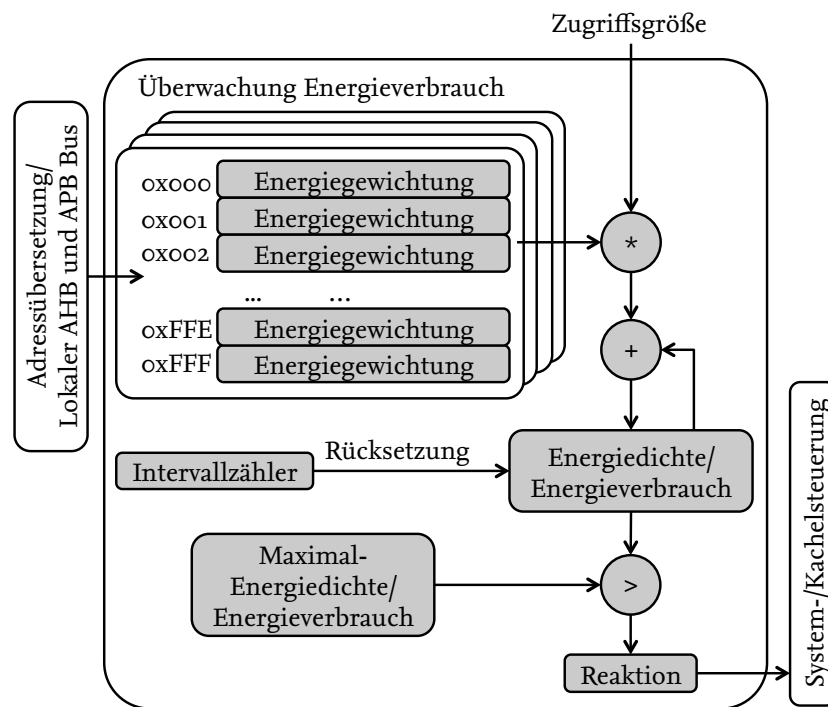 Zugriffsgröße
Überwachung Energieverbrauch
Adressübersetzung/
Lokaler AHB und APB Bus
0x000 Energiegewichtung
0x001 Energiegewichtung
0x002 Energiegewichtung
... ...
0xFFE Energiegewichtung
0xFFF Energiegewichtung
*
+
Intervallzähler
Rücksetzung
Energiedichte/
Energieverbrauch
Maximal-
Energiedichte/
Energieverbrauch
>
Reaktion
System-/Kachelsteuerung